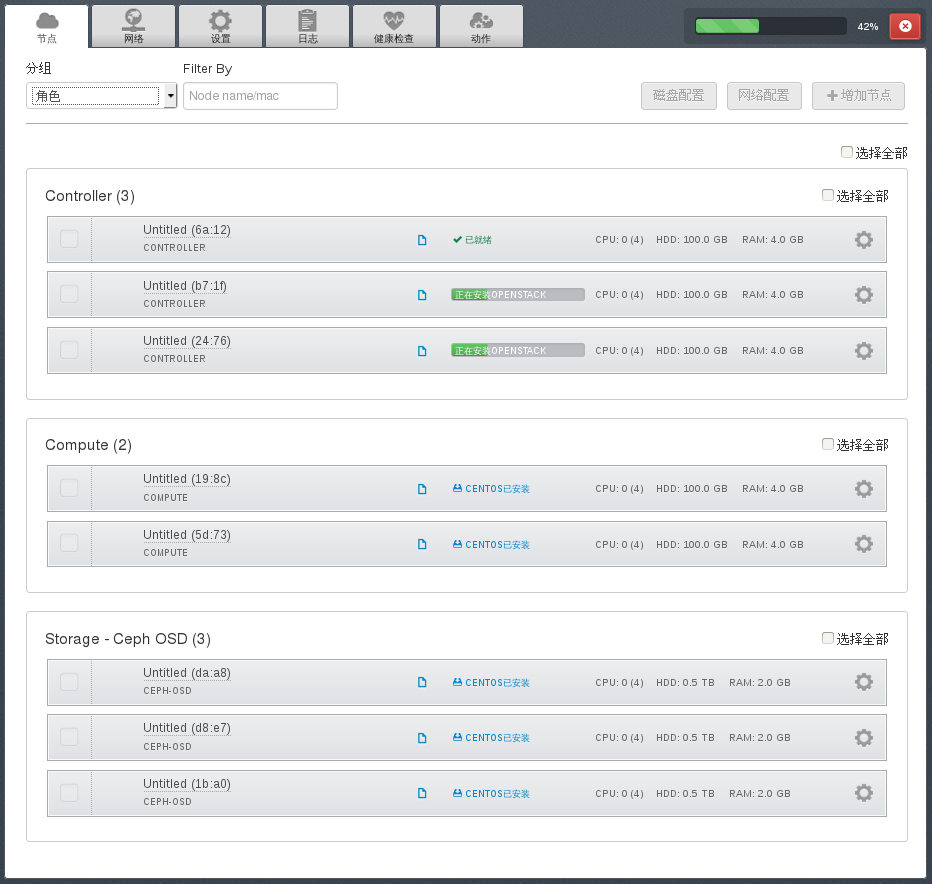 节点 网络 设置 日志 健康检查 动作 42%
分组 Filter By
角色 Node name/mac 磁盘配置 网络配置 增加节点
选择全部
Controller (3) 选择全部
Untitled (6a:12)
CONTROLLER 已就绪 CPU: 0 (4) HDD: 100.0 GB RAM: 4.0 GB
Untitled (b7:1f)
CONTROLLER 正在安装OPENSTACK CPU: 0 (4) HDD: 100.0 GB RAM: 4.0 GB
Untitled (24:76)
CONTROLLER 正在安装OPENSTACK CPU: 0 (4) HDD: 100.0 GB RAM: 4.0 GB
Compute (2) 选择全部
Untitled (19:8c)
COMPUTE CENTOS已安装 CPU: 0 (4) HDD: 100.0 GB RAM: 4.0 GB
Untitled (5d:73)
COMPUTE CENTOS已安装 CPU: 0 (4) HDD: 100.0 GB RAM: 4.0 GB
Storage - Ceph OSD (3) 选择全部
Untitled (da:a8)
CEPH-OSD CENTOS已安装 CPU: 0 (4) HDD: 0.5 TB RAM: 2.0 GB
Untitled (d8:e7)
CEPH-OSD CENTOS已安装 CPU: 0 (4) HDD: 0.5 TB RAM: 2.0 GB
Untitled (1b:a0)
CEPH-OSD CENTOS已安装 CPU: 0 (4) HDD: 0.5 TB RAM: 2.0 GB